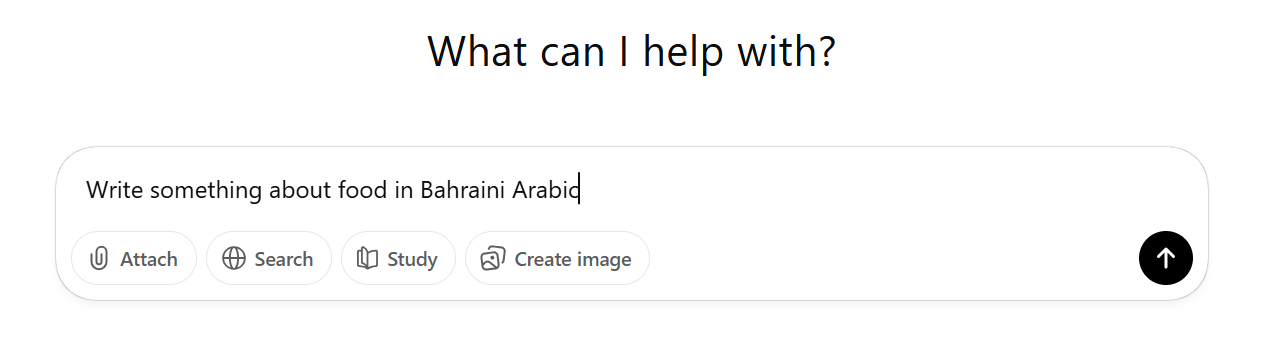 What can I help with?
Write something about food in Bahraini Arabic
Attach Search Study Create image